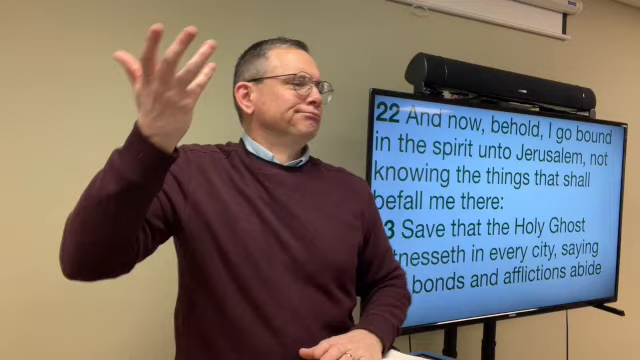 22 And now, behold, I go bound
in the spirit unto Jerusalem, not
knowing the things that shall
befall me there:
3 Save that the Holy Ghost
tnesseth in every city, saying
bonds and afflictions abide